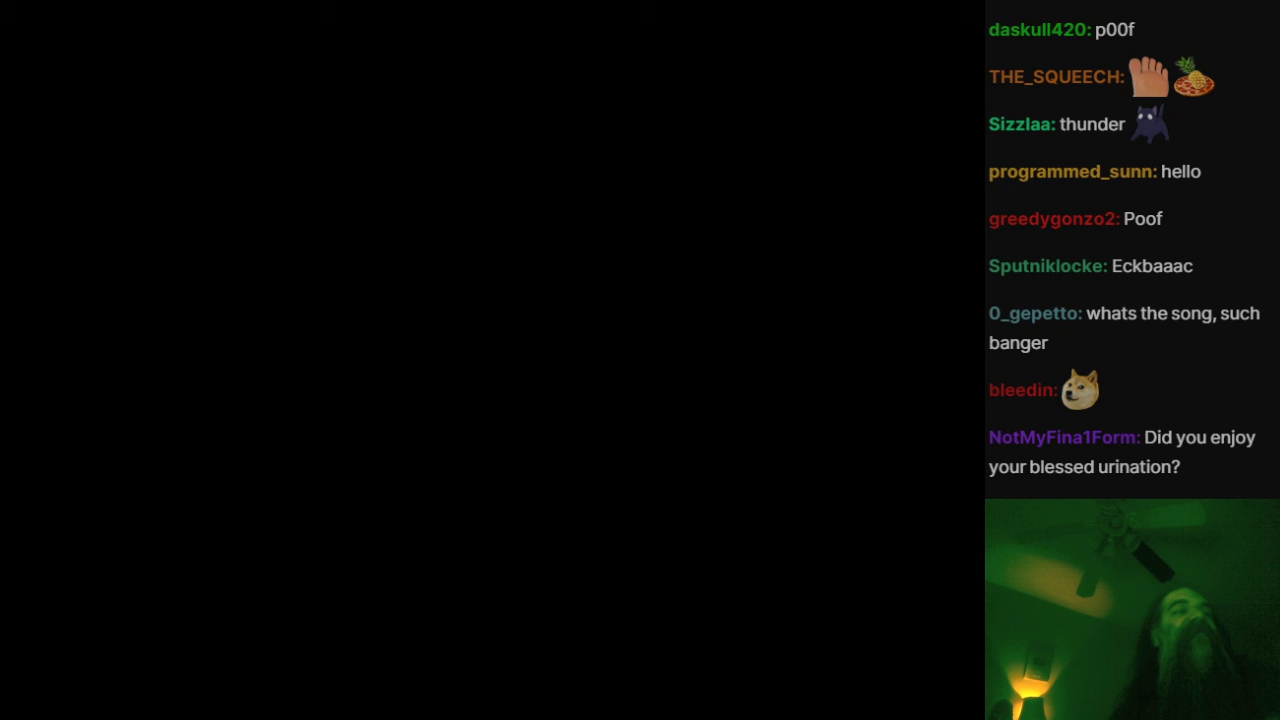 daskull420: p00f
THE_SQUEECH:
Sizzlaa: thunder
programmed_sunn: hello
greedygonzo2: Poof
Sputniklocke: Eckbaaac
0_gepetto: whats the song, such
banger
bleedin:
NotMyFina1Form: Did you enjoy
your blessed urination?